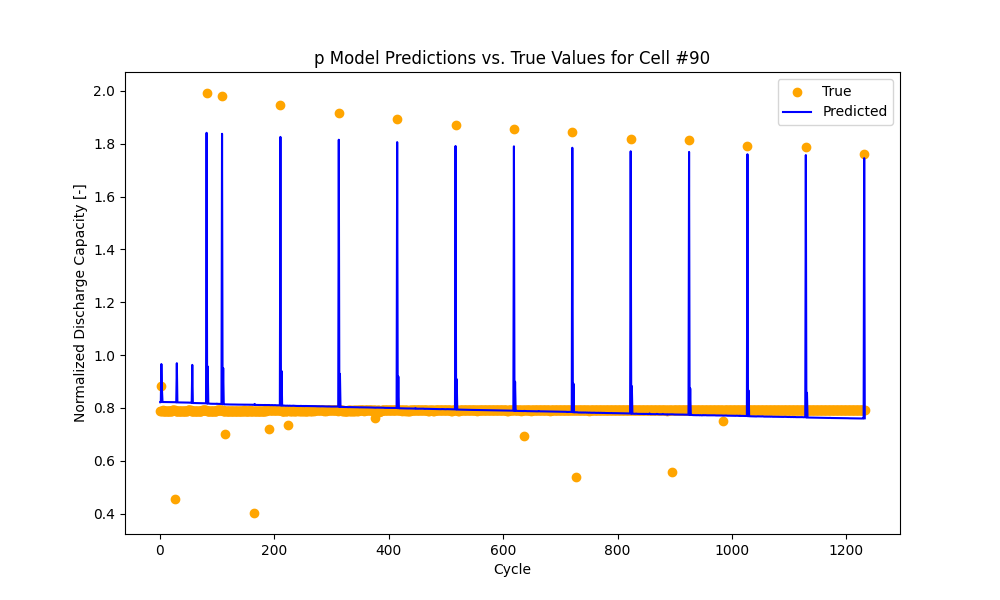 p Model Predictions vs. True Values for Cell #90
True
Predicted
Normalized Discharge Capacity [-]
2.0
1.8
1.6
1.4
1.2
1.0
0.8
0.6
0.4
0 200 400 600 800 1000 1200
Cycle